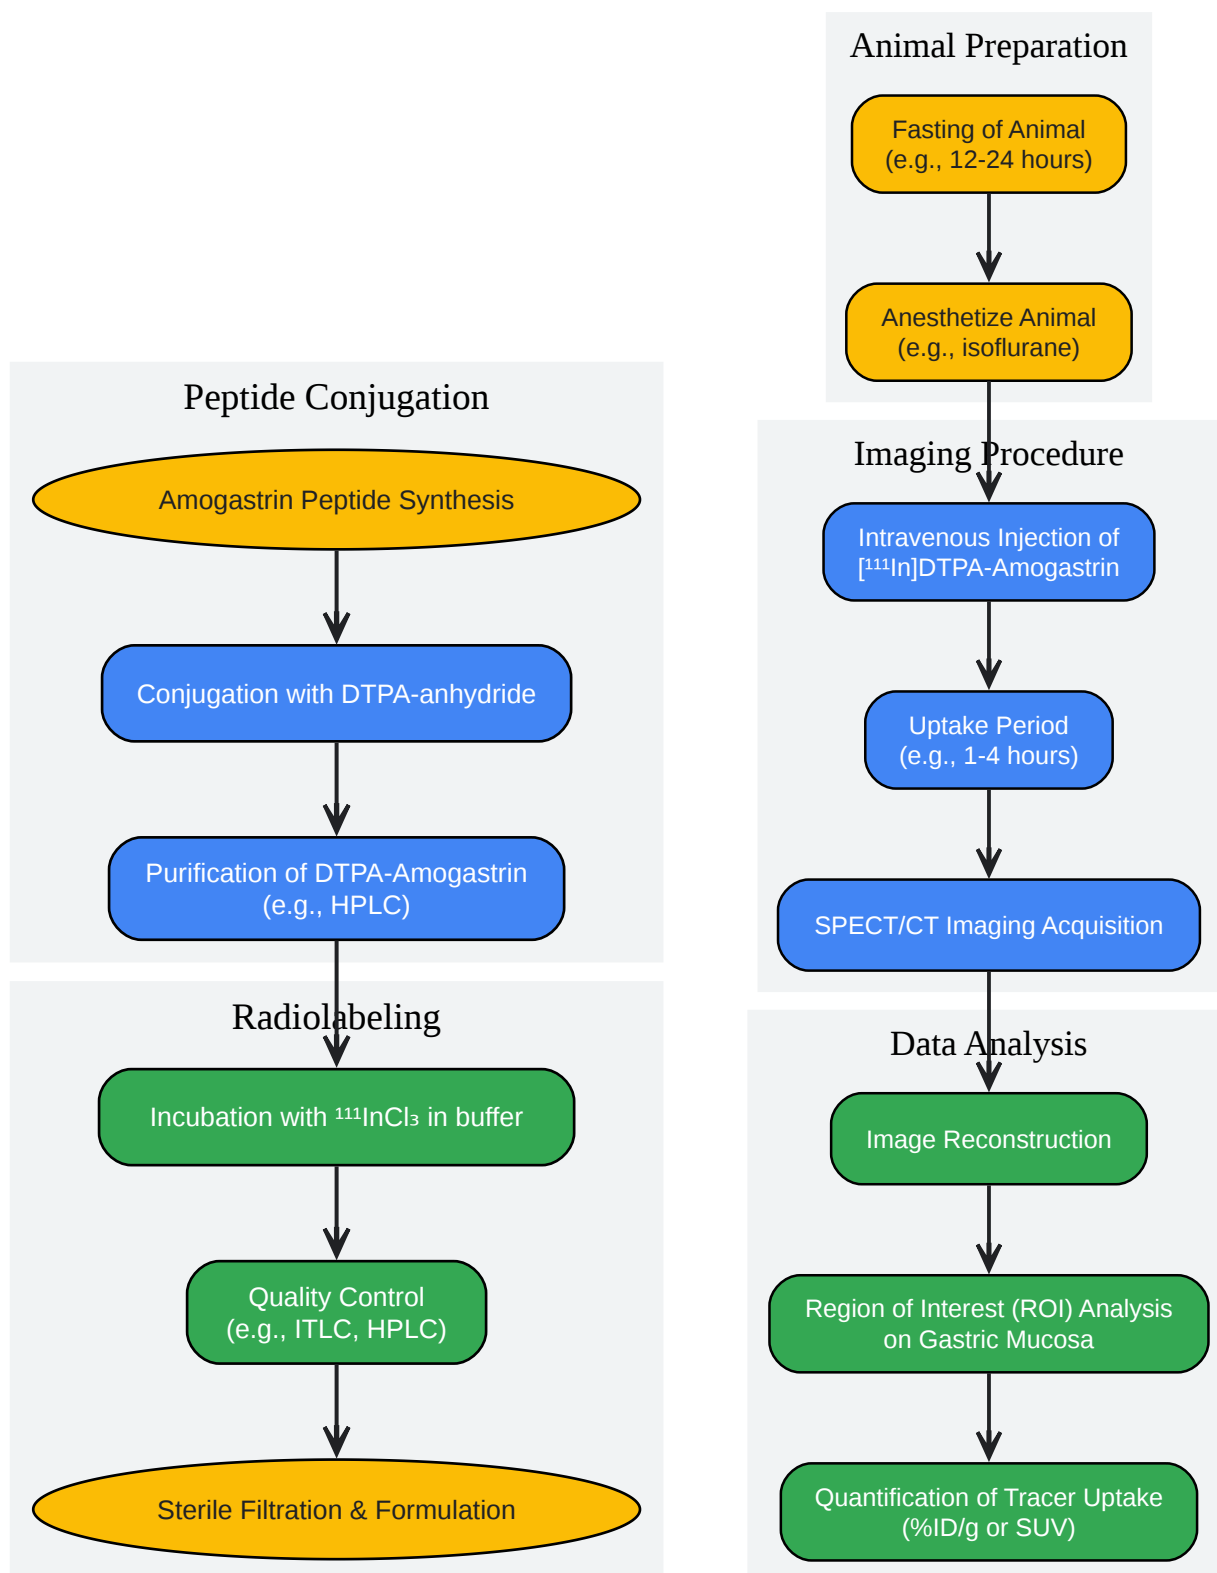 Peptide Conjugation
Amogastrin Peptide Synthesis
Conjugation with DTPA-anhydride
Purification of DTPA-Amogastrin
(e.g., HPLC)
Radiolabeling
Incubation with ¹¹¹InCl₃ in buffer
Quality Control
(e.g., ITLC, HPLC)
Sterile Filtration & Formulation
Animal Preparation
Fasting of Animal
(e.g., 12-24 hours)
Anesthetize Animal
(e.g., isoflurane)
Imaging Procedure
Intravenous Injection of
[¹¹¹In]DTPA-Amogastrin
Uptake Period
(e.g., 1-4 hours)
SPECT/CT Imaging Acquisition
Data Analysis
Image Reconstruction
Region of Interest (ROI) Analysis
on Gastric Mucosa
Quantification of Tracer Uptake
(%ID/g or SUV)